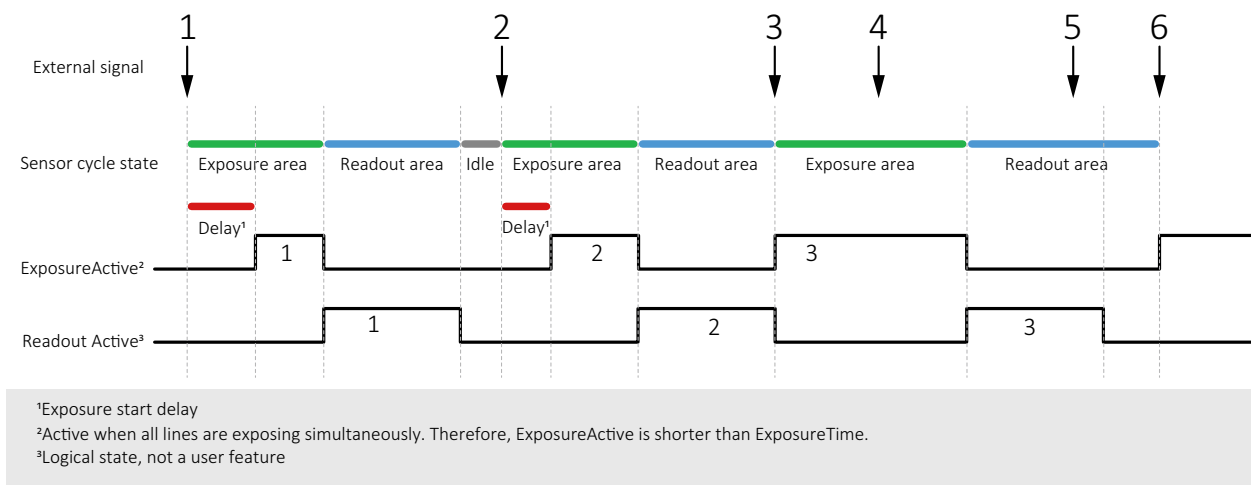 1 2 3 4 5 6
External signal
Sensor cycle state Exposure area Readout area Idle Exposure area Readout area Exposure area Readout area
Delay¹ Delay¹
ExposureActive² 1 2 3
Readout Active³ 1 2 3
¹Exposure start delay
²Active when all lines are exposing simultaneously. Therefore, ExposureActive is shorter than ExposureTime.
³Logical state, not a user feature